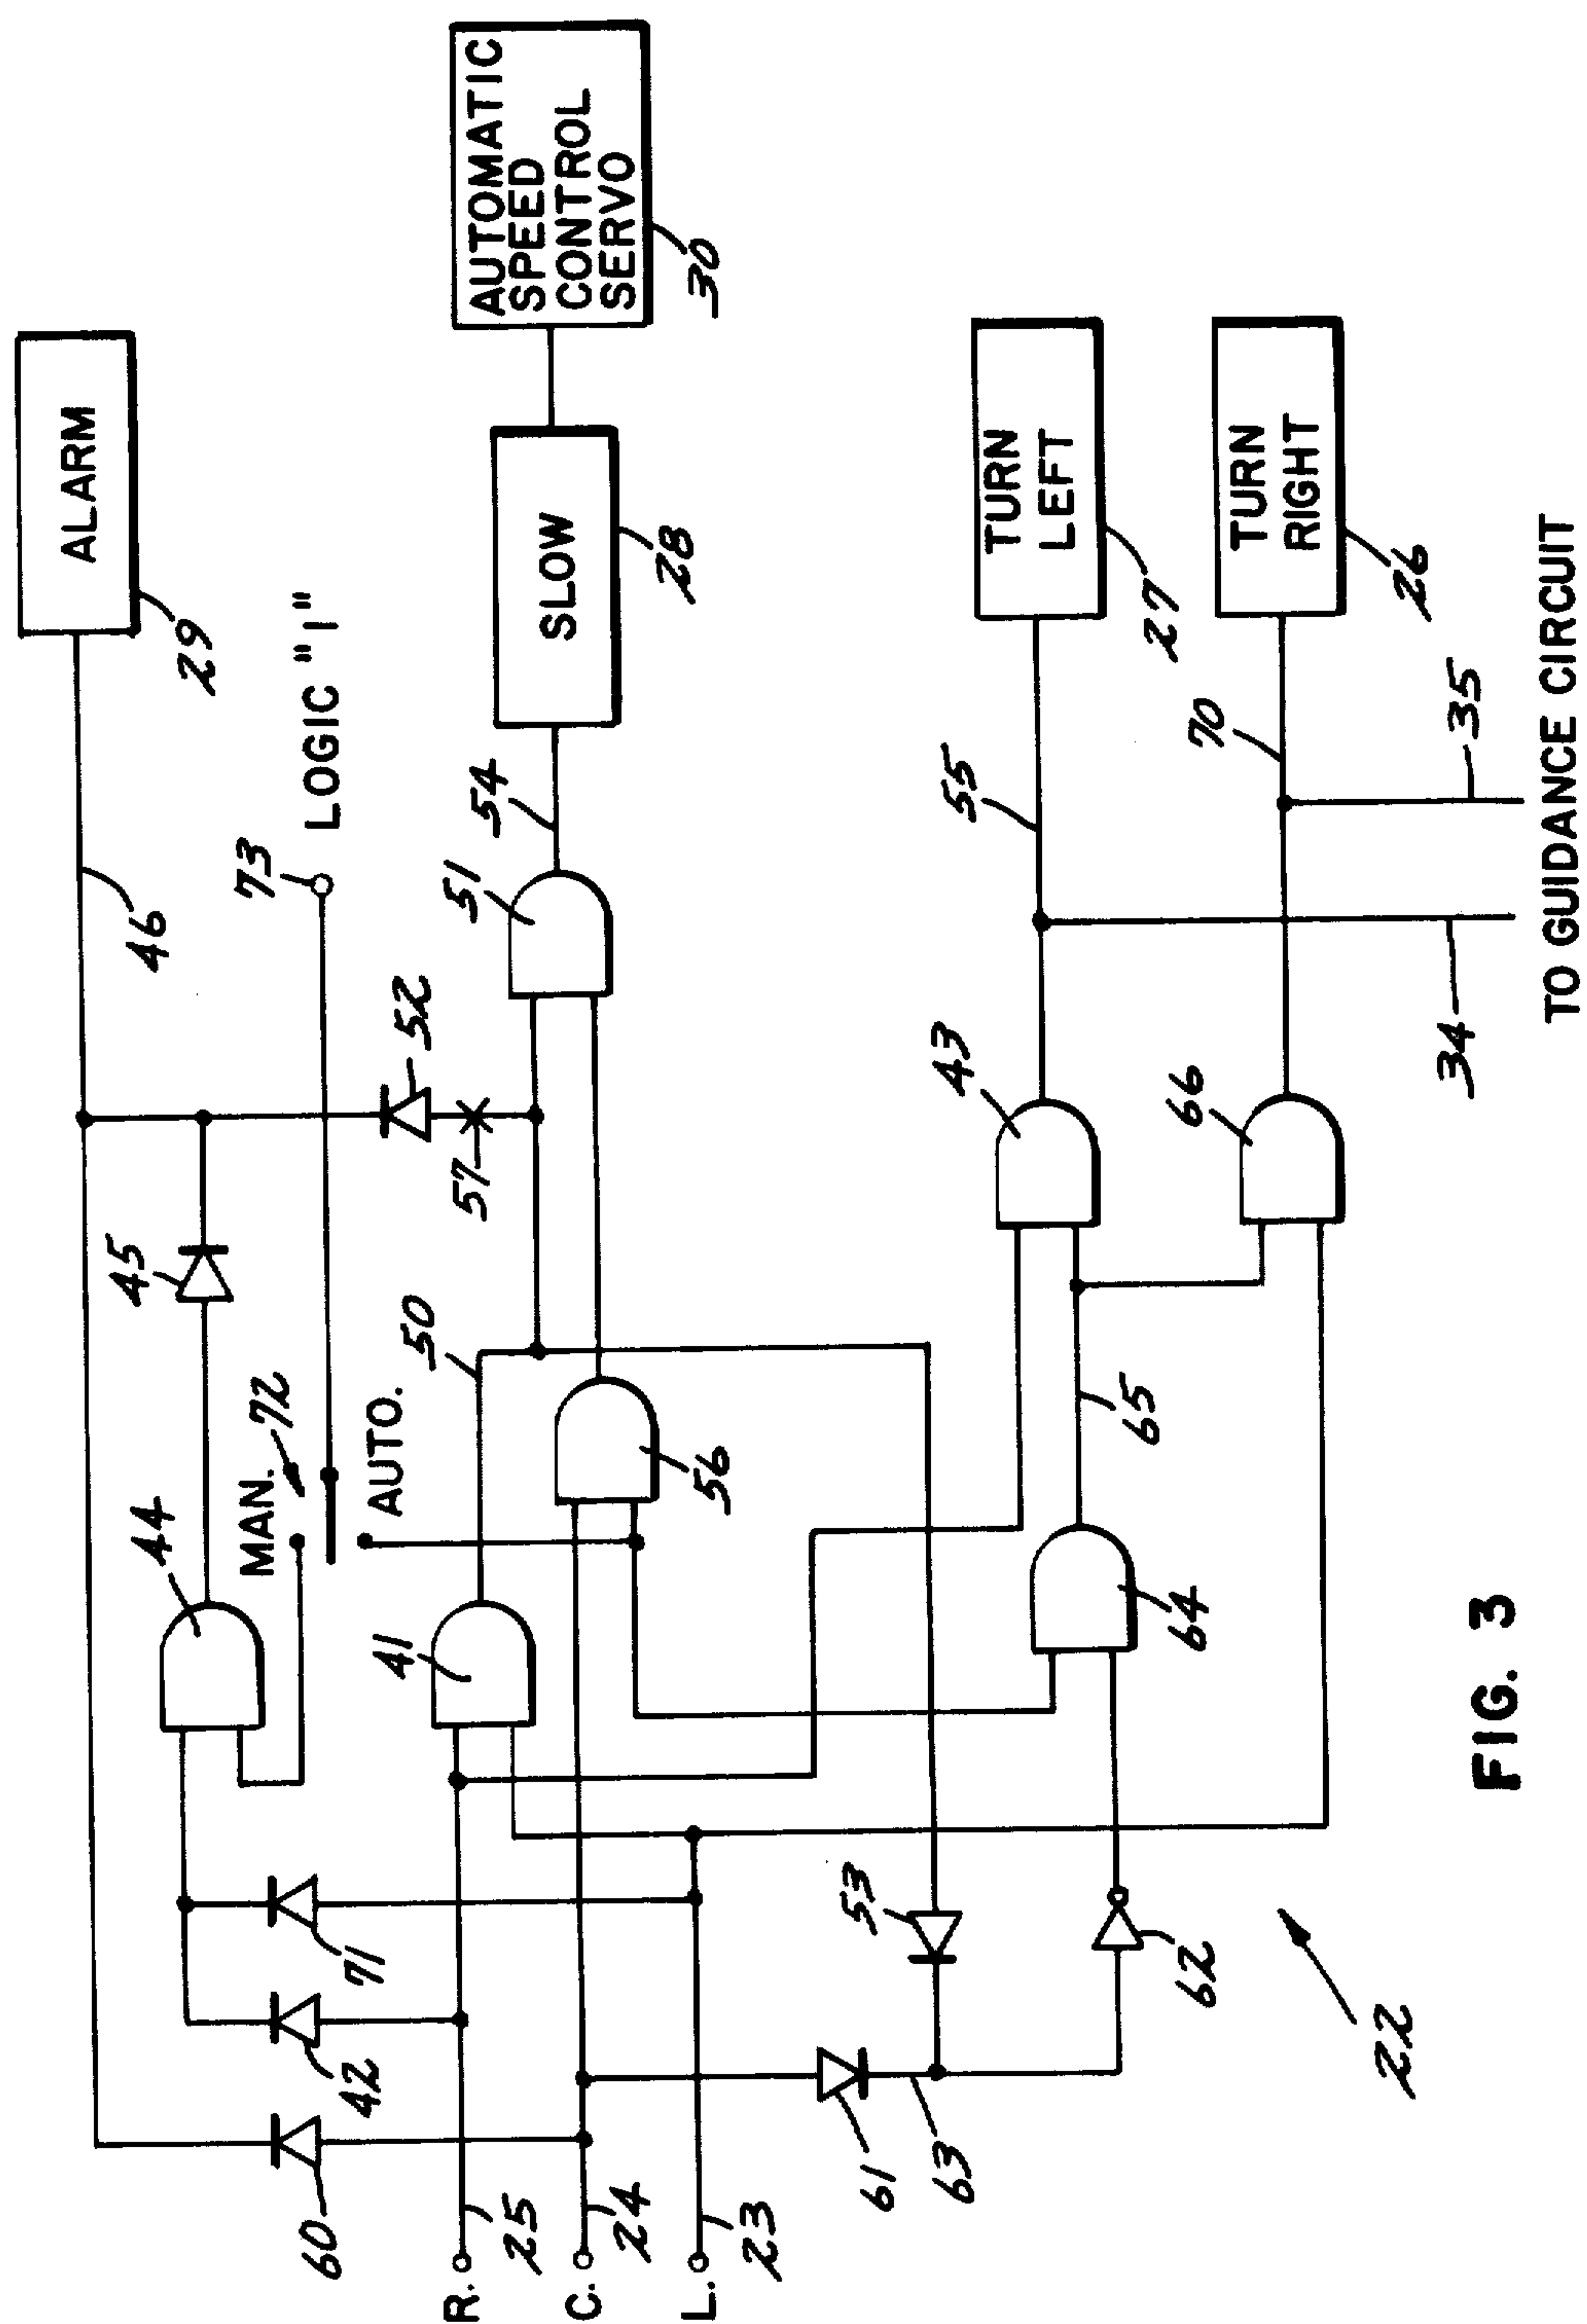 ALARM
29
46
73
LOGIC "1"
AUTOMATIC
SPEED
CONTROL
SERVO
30
SLOW
28
54
51
52
57
45
44
MAN.
72
AUTO.
50
41
56
71
42
60
R.
25
C.
24
L.
23
61
63
53
62
64
65
43
66
55
70
TURN
LEFT
27
TURN
RIGHT
26
34
35
TO GUIDANCE CIRCUIT
22
FIG. 3